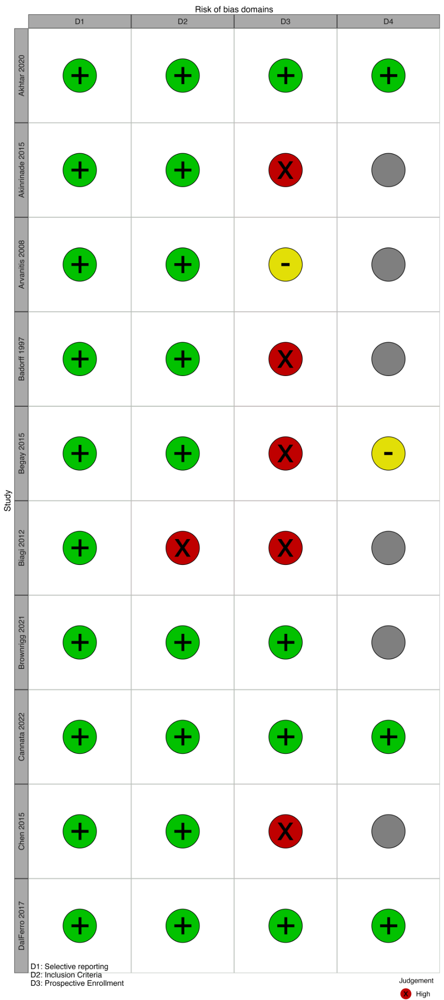 Risk of bias domains
D1 D2 D3 D4
Study
Akhtar 2020
+ + + +
Akinrinade 2015
+ + X
Arvanitis 2008
+ + -
Badorff 1997
+ + X
Begay 2015
+ + X -
Biagi 2012
+ X X
Brownrigg 2021
+ + +
Cannata 2022
+ + + +
Chen 2015
+ + X
DalFerro 2017
+ + + +
D1: Selective reporting
D2: Inclusion Criteria
D3: Prospective Enrollment
Judgement
X High